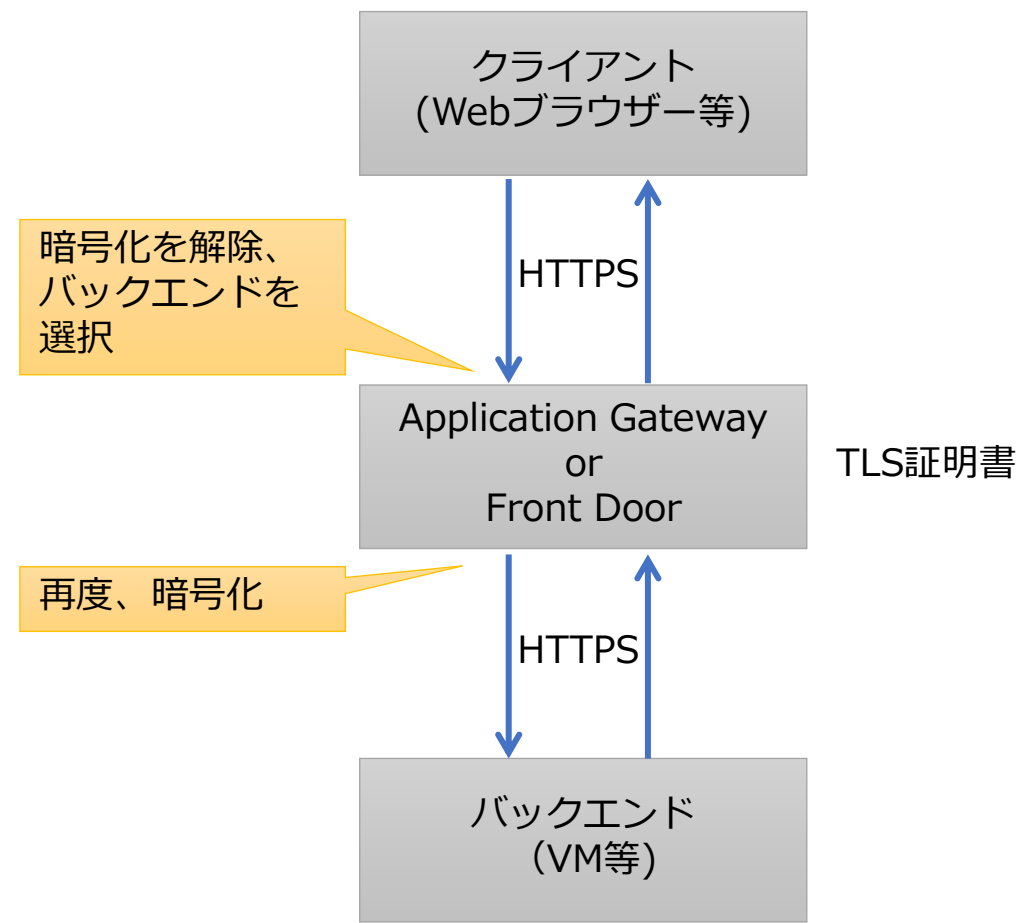 クライアント
(Webブラウザー等)
暗号化を解除、
バックエンドを
選択
HTTPS
Application Gateway
or
Front Door
TLS証明書
再度、暗号化
HTTPS
バックエンド
（VM等)